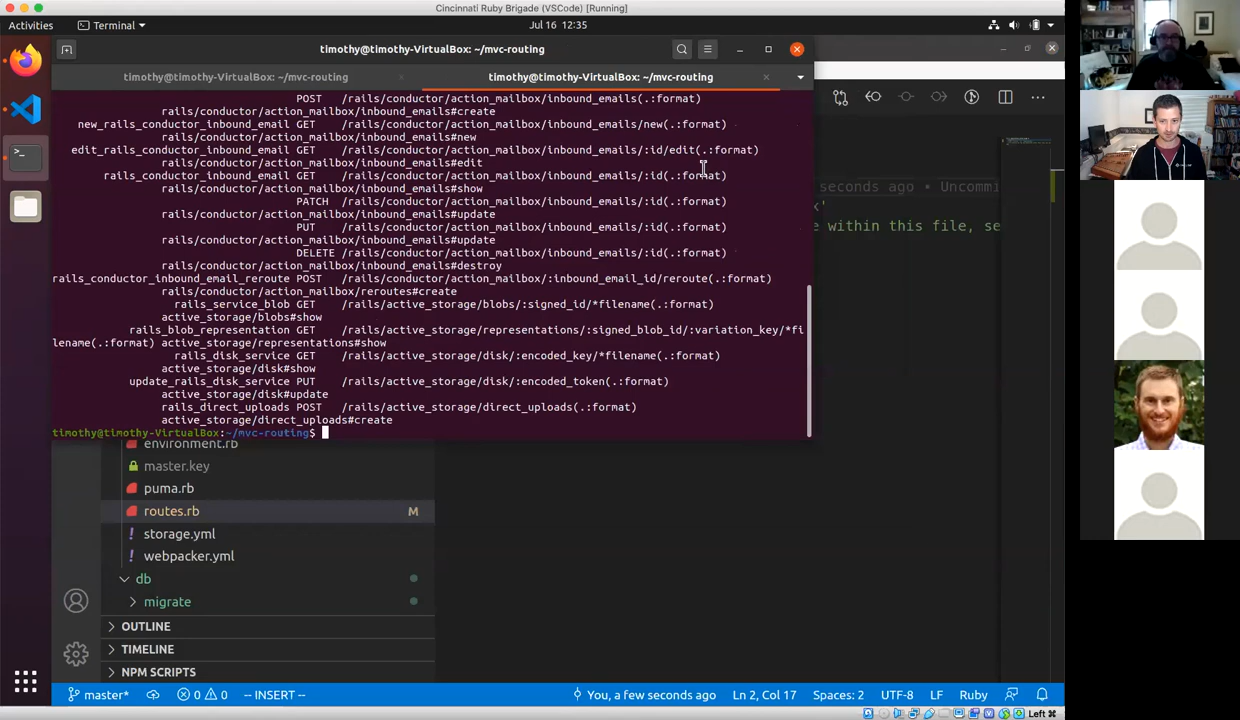 Cincinnati Ruby Brigade (VSCode) [Running]
Activities
Terminal
Jul 16 12:35
timothy@timothy-VirtualBox: ~/mvc-routing
timothy@timothy-VirtualBox: ~/mvc-routing
timothy@timothy-VirtualBox: ~/mvc-routing
POST /rails/conductor/action_mailbox/inbound_emails(.:format)
rails/conductor/action_mailbox/inbound_emails#create
new_rails_conductor_inbound_email GET /rails/conductor/action_mailbox/inbound_emails/new(.:format)
rails/conductor/action_mailbox/inbound_emails#new
edit_rails_conductor_inbound_email GET /rails/conductor/action_mailbox/inbound_emails/:id/edit(.:format)
rails/conductor/action_mailbox/inbound_emails#edit
rails_conductor_inbound_email GET /rails/conductor/action_mailbox/inbound_emails/:id(.:format)
rails/conductor/action_mailbox/inbound_emails#show
seconds ago • Uncommi
PATCH /rails/conductor/action_mailbox/inbound_emails/:id(.:format)
x'
rails/conductor/action_mailbox/inbound_emails#update
PUT /rails/conductor/action_mailbox/inbound_emails/:id(.:format)
e within this file, se
rails/conductor/action_mailbox/inbound_emails#update
DELETE /rails/conductor/action_mailbox/inbound_emails/:id(.:format)
rails/conductor/action_mailbox/inbound_emails#destroy
rails_conductor_inbound_email_reroute POST /rails/conductor/action_mailbox/:inbound_email_id/reroute(.:format)
rails/conductor/action_mailbox/reroutes#create
rails_service_blob GET /rails/active_storage/blobs/:signed_id/*filename(.:format)
active_storage/blobs#show
rails_blob_representation GET /rails/active_storage/representations/:signed_blob_id/:variation_key/*fi
lename(.:format) active_storage/representations#show
rails_disk_service GET /rails/active_storage/disk/:encoded_key/*filename(.:format)
active_storage/disk#show
update_rails_disk_service PUT /rails/active_storage/disk/:encoded_token(.:format)
active_storage/disk#update
rails_direct_uploads POST /rails/active_storage/direct_uploads(.:format)
active_storage/direct_uploads#create
timothy@timothy-VirtualBox:~/mvc-routing$
environment.rb
master.key
puma.rb
routes.rb M
storage.yml
webpacker.yml
db
migrate
OUTLINE
TIMELINE
NPM SCRIPTS
master* 0 0 -- INSERT -- You, a few seconds ago Ln 2, Col 17 Spaces: 2 UTF-8 LF Ruby
Left ⌘